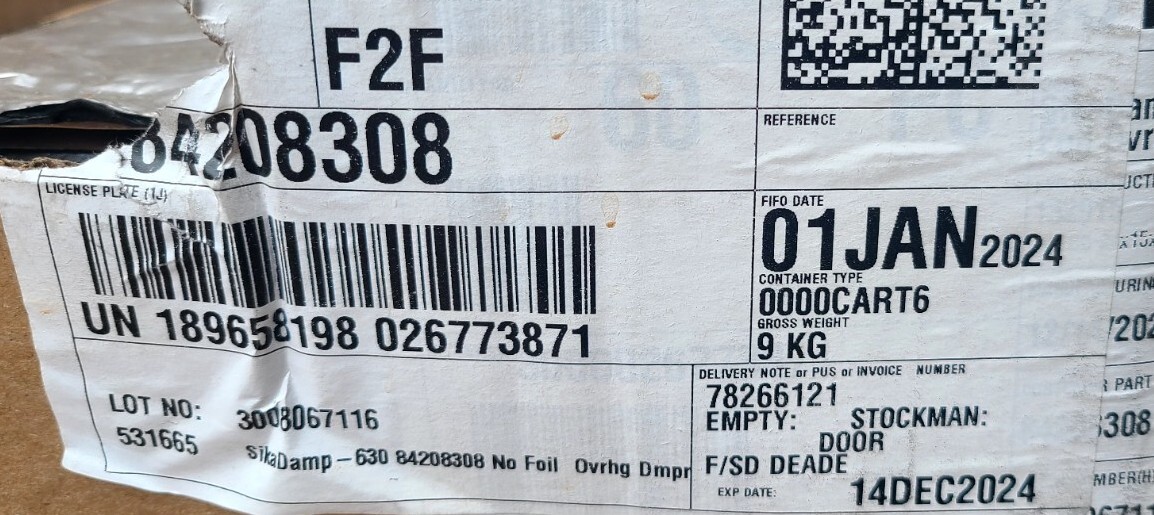 F2F
84208308
REFERENCE
LICENSE PLATE (1J)
UN 189658198 026773871
FIFO DATE
01JAN2024
CONTAINER TYPE
0000CART6
GROSS WEIGHT
9 KG
DELIVERY NOTE or PUS or INVOICE NUMBER
78266121
EMPTY: STOCKMAN:
DOOR
F/SD DEADE
EXP DATE: 14DEC2024
LOT NO: 3008067116
531665 SikaDamp-630 84208308 No Foil Ovrhg Dmpr
PART
308